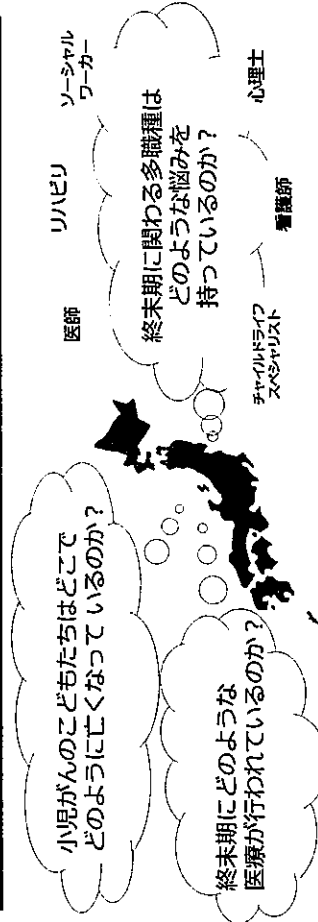 小児がんのこどもたちはどこで
どのように亡くなっているのか？
終末期にどのような
医療が行われているのか？
医師
リハビリ
ソーシャル
ワーカー
終末期に関わる多職種は
どのような悩みを
持っているのか？
チャイルドライフ
スペシャリスト
看護師
心理士